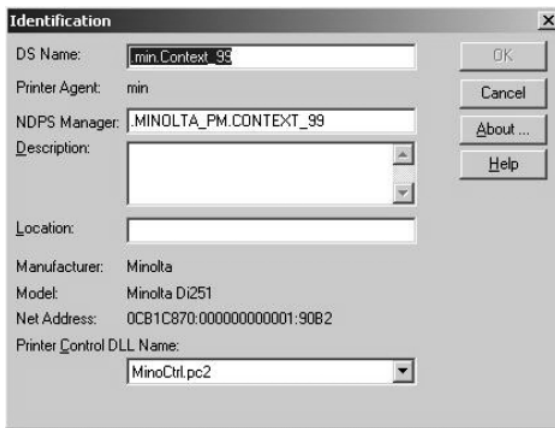 Identification
DS Name: .min.Context_99
OK
Printer Agent: min
Cancel
NDPS Manager: .MINOLTA_PM.CONTEXT_99
About ...
Description:
Help
Location:
Manufacturer: Minolta
Model: Minolta Di251
Net Address: 0CB1C870:000000000001:90B2
Printer Control DLL Name:
MinoCtrl.pc2